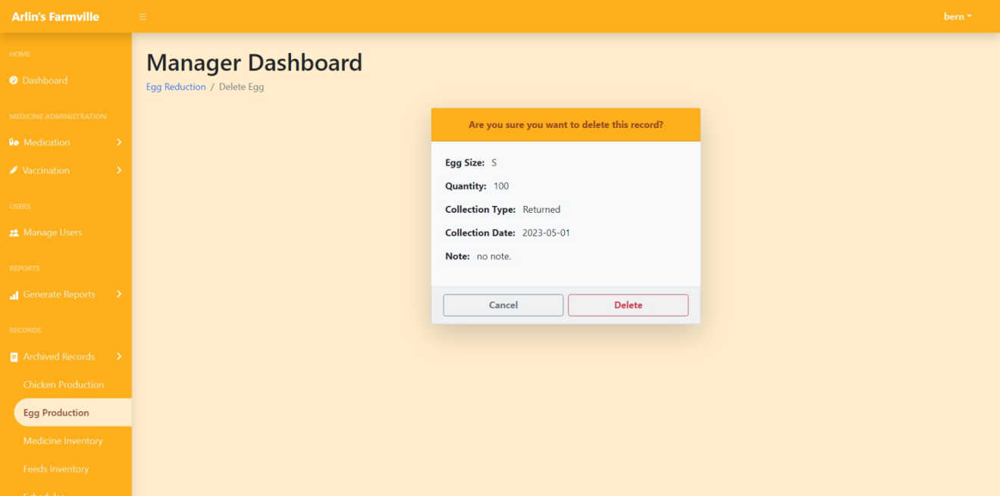 Arlin's Farmville
bern
HOME
Dashboard
MEDICINE ADMINISTRATION
Medication
Vaccination
USERS
Manage Users
REPORTS
Generate Reports
RECORDS
Archived Records
Chicken Production
Egg Production
Medicine Inventory
Feeds Inventory
Schedules
Manager Dashboard
Egg Reduction / Delete Egg
Are you sure you want to delete this record?
Egg Size: S
Quantity: 100
Collection Type: Returned
Collection Date: 2023-05-01
Note: no note.
Cancel Delete